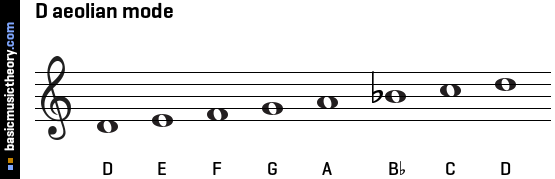 D aeolian mode
D E F G A B♭ C D
basicmusictheory.com